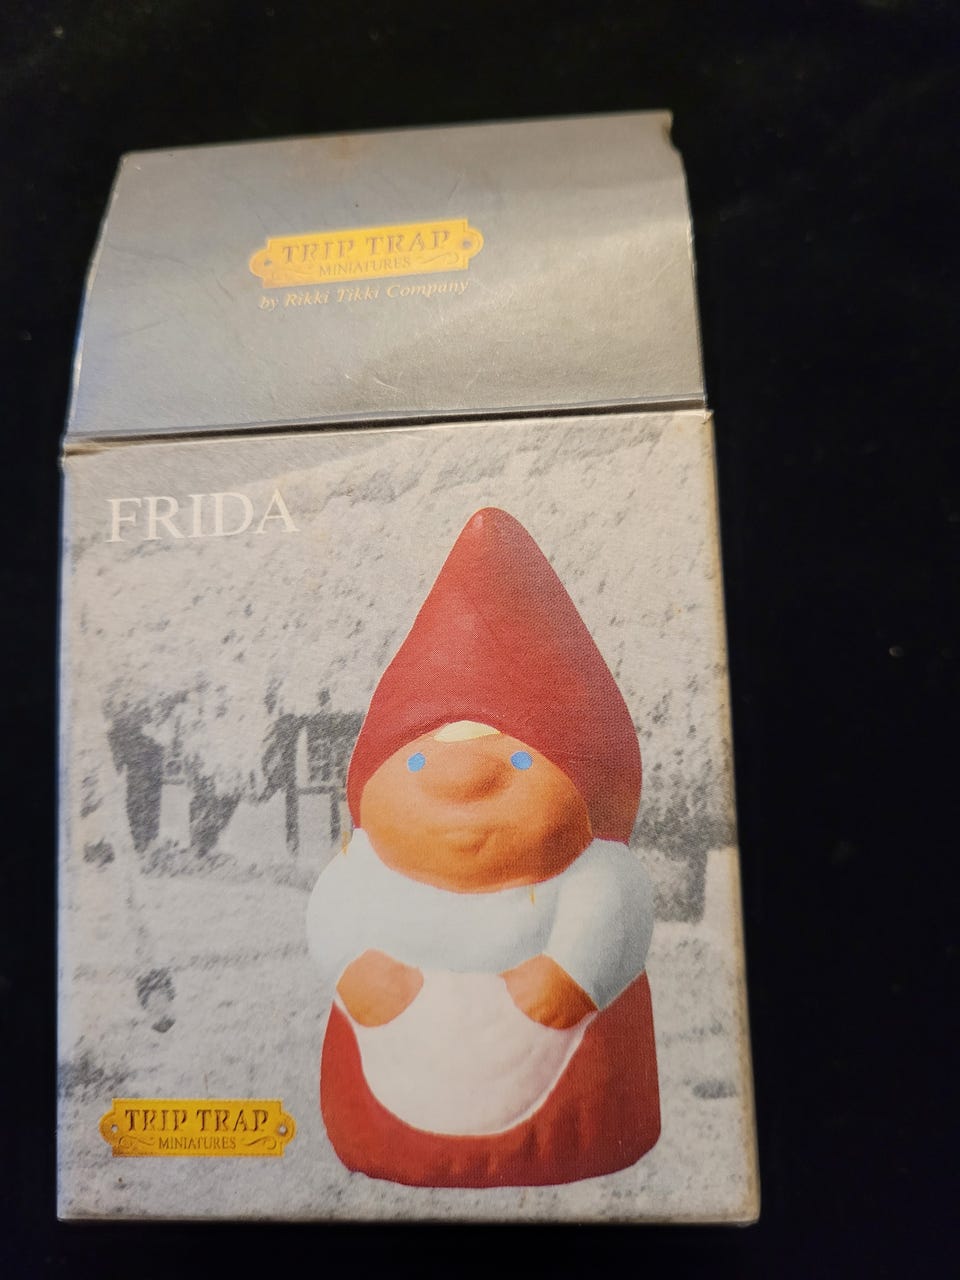 TRIP TRAP
MINIATURES
by Rikki Tikki Company
FRIDA
TRIP TRAP
MINIATURES